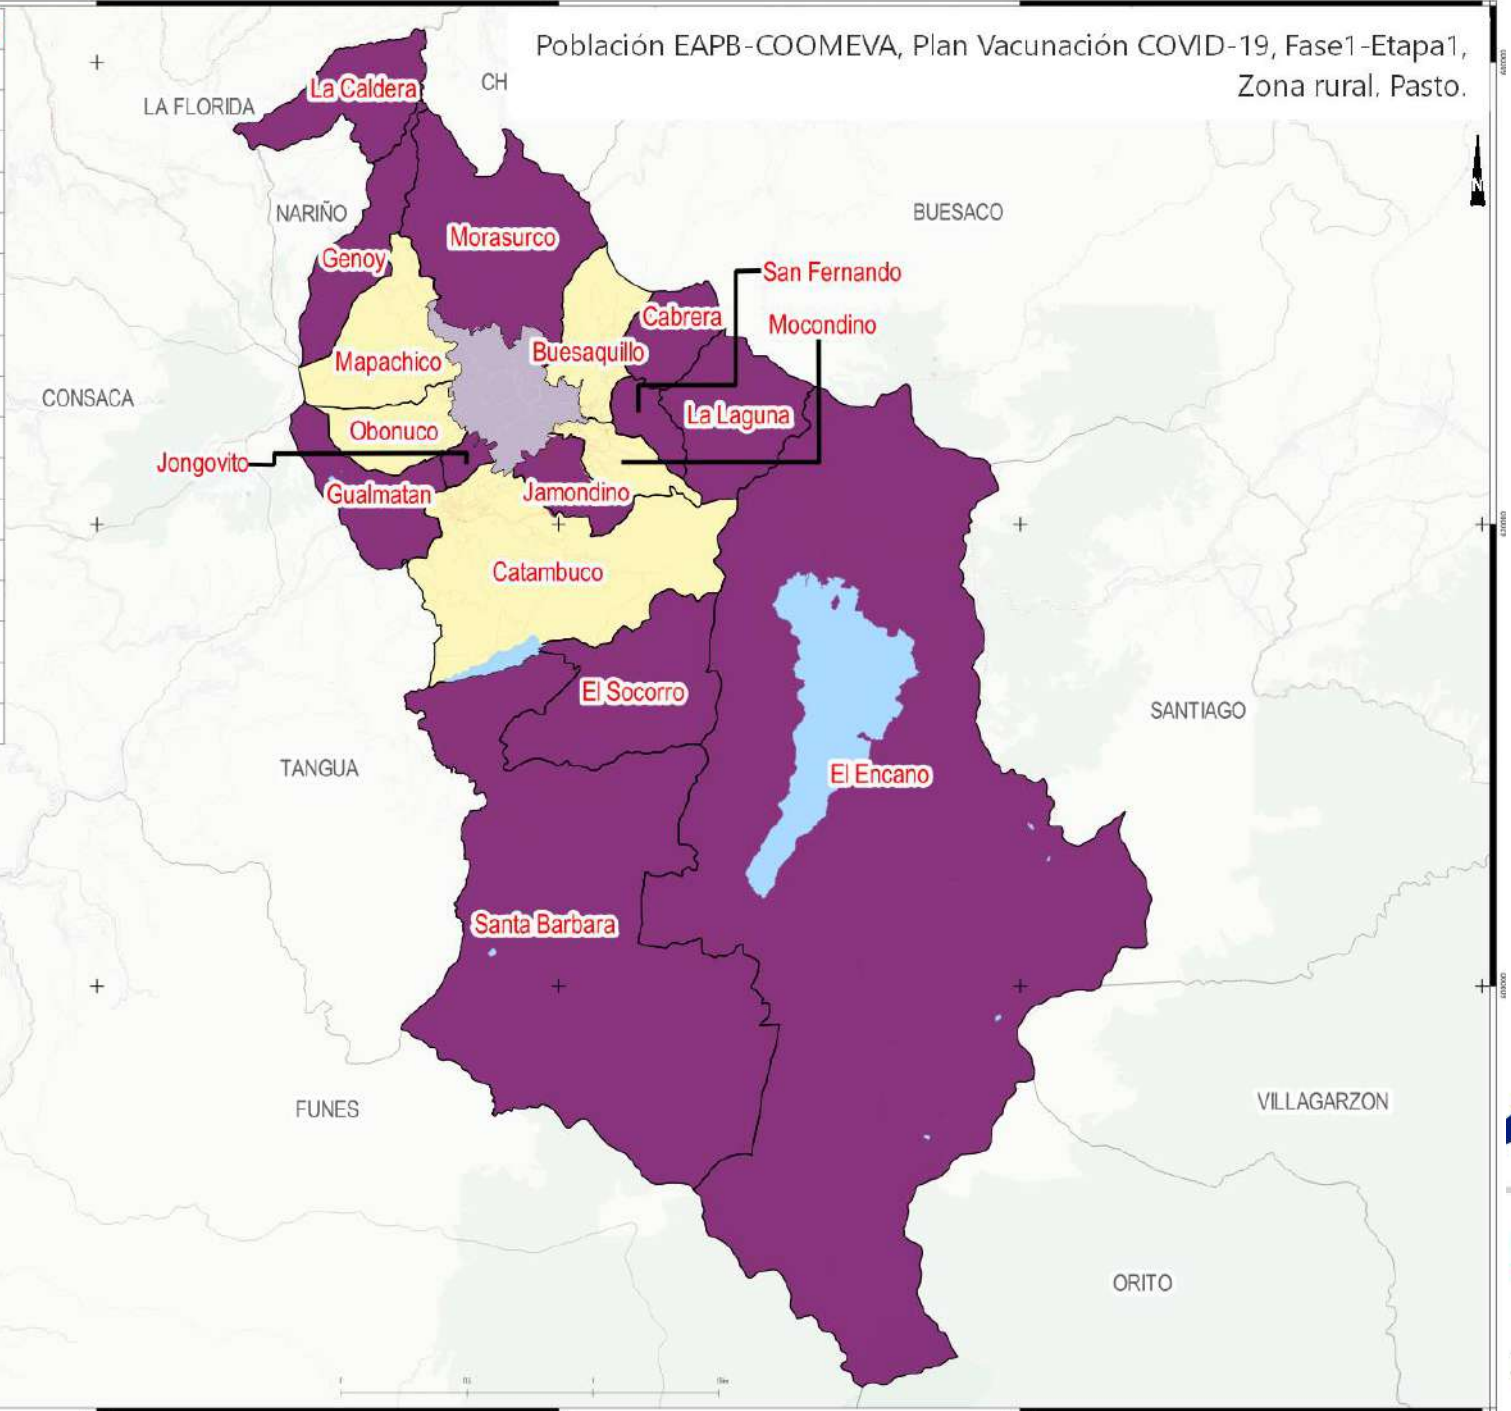 Población EAPB-COOMEVA, Plan Vacunación COVID-19, Fase1-Etapa1,
Zona rural. Pasto.
CH
La Caldera
LA FLORIDA
NARIÑO
BUESACO
Morasurco
Genoy
San Fernando
Cabrera
Mocondino
Buesaquillo
Mapachico
CONSACA
La Laguna
Obonuco
Jongovito
Gualmatan
Jamondino
Catambuco
El Socorro
SANTIAGO
TANGUA
El Encano
Santa Barbara
FUNES
VILLAGARZON
ORITO
N